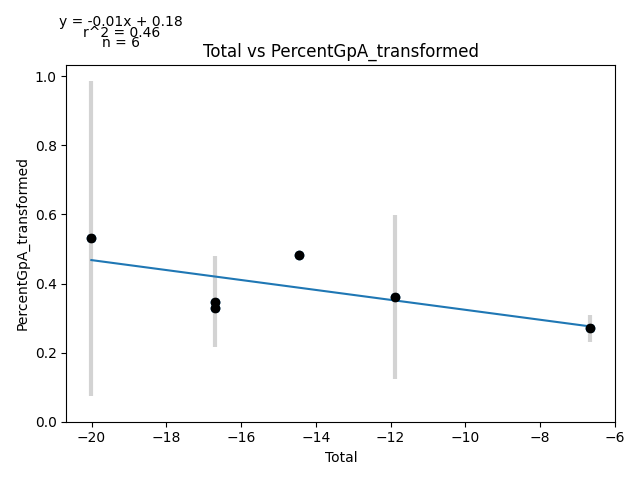 y = -0.01x + 0.18
r^2 = 0.46
n = 6
Total vs PercentGpA_transformed
PercentGpA_transformed
1.0
0.8
0.6
0.4
0.2
0.0
−20
−18
−16
−14
−12
−10
−8
−6
Total